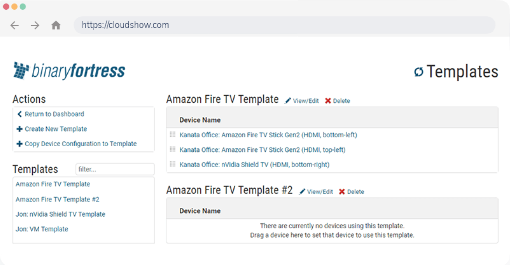 https://cloudshow.com
binaryfortress
Templates
Actions
Return to Dashboard
Create New Template
Copy Device Configuration to Template
Templates
filter...
Amazon Fire TV Template
Amazon Fire TV Template #2
Jon: nVidia Shield TV Template
Jon: VM Template
Amazon Fire TV Template View/Edit Delete
Device Name
Kanata Office: Amazon Fire TV Stick Gen2 (HDMI, bottom-left)
Kanata Office: Amazon Fire TV Stick Gen2 (HDMI, top-left)
Kanata Office: nVidia Shield TV (HDMI, bottom-right)
Amazon Fire TV Template #2 View/Edit Delete
Device Name
There are currently no devices using this template.
Drag a device here to set that device to use this template.